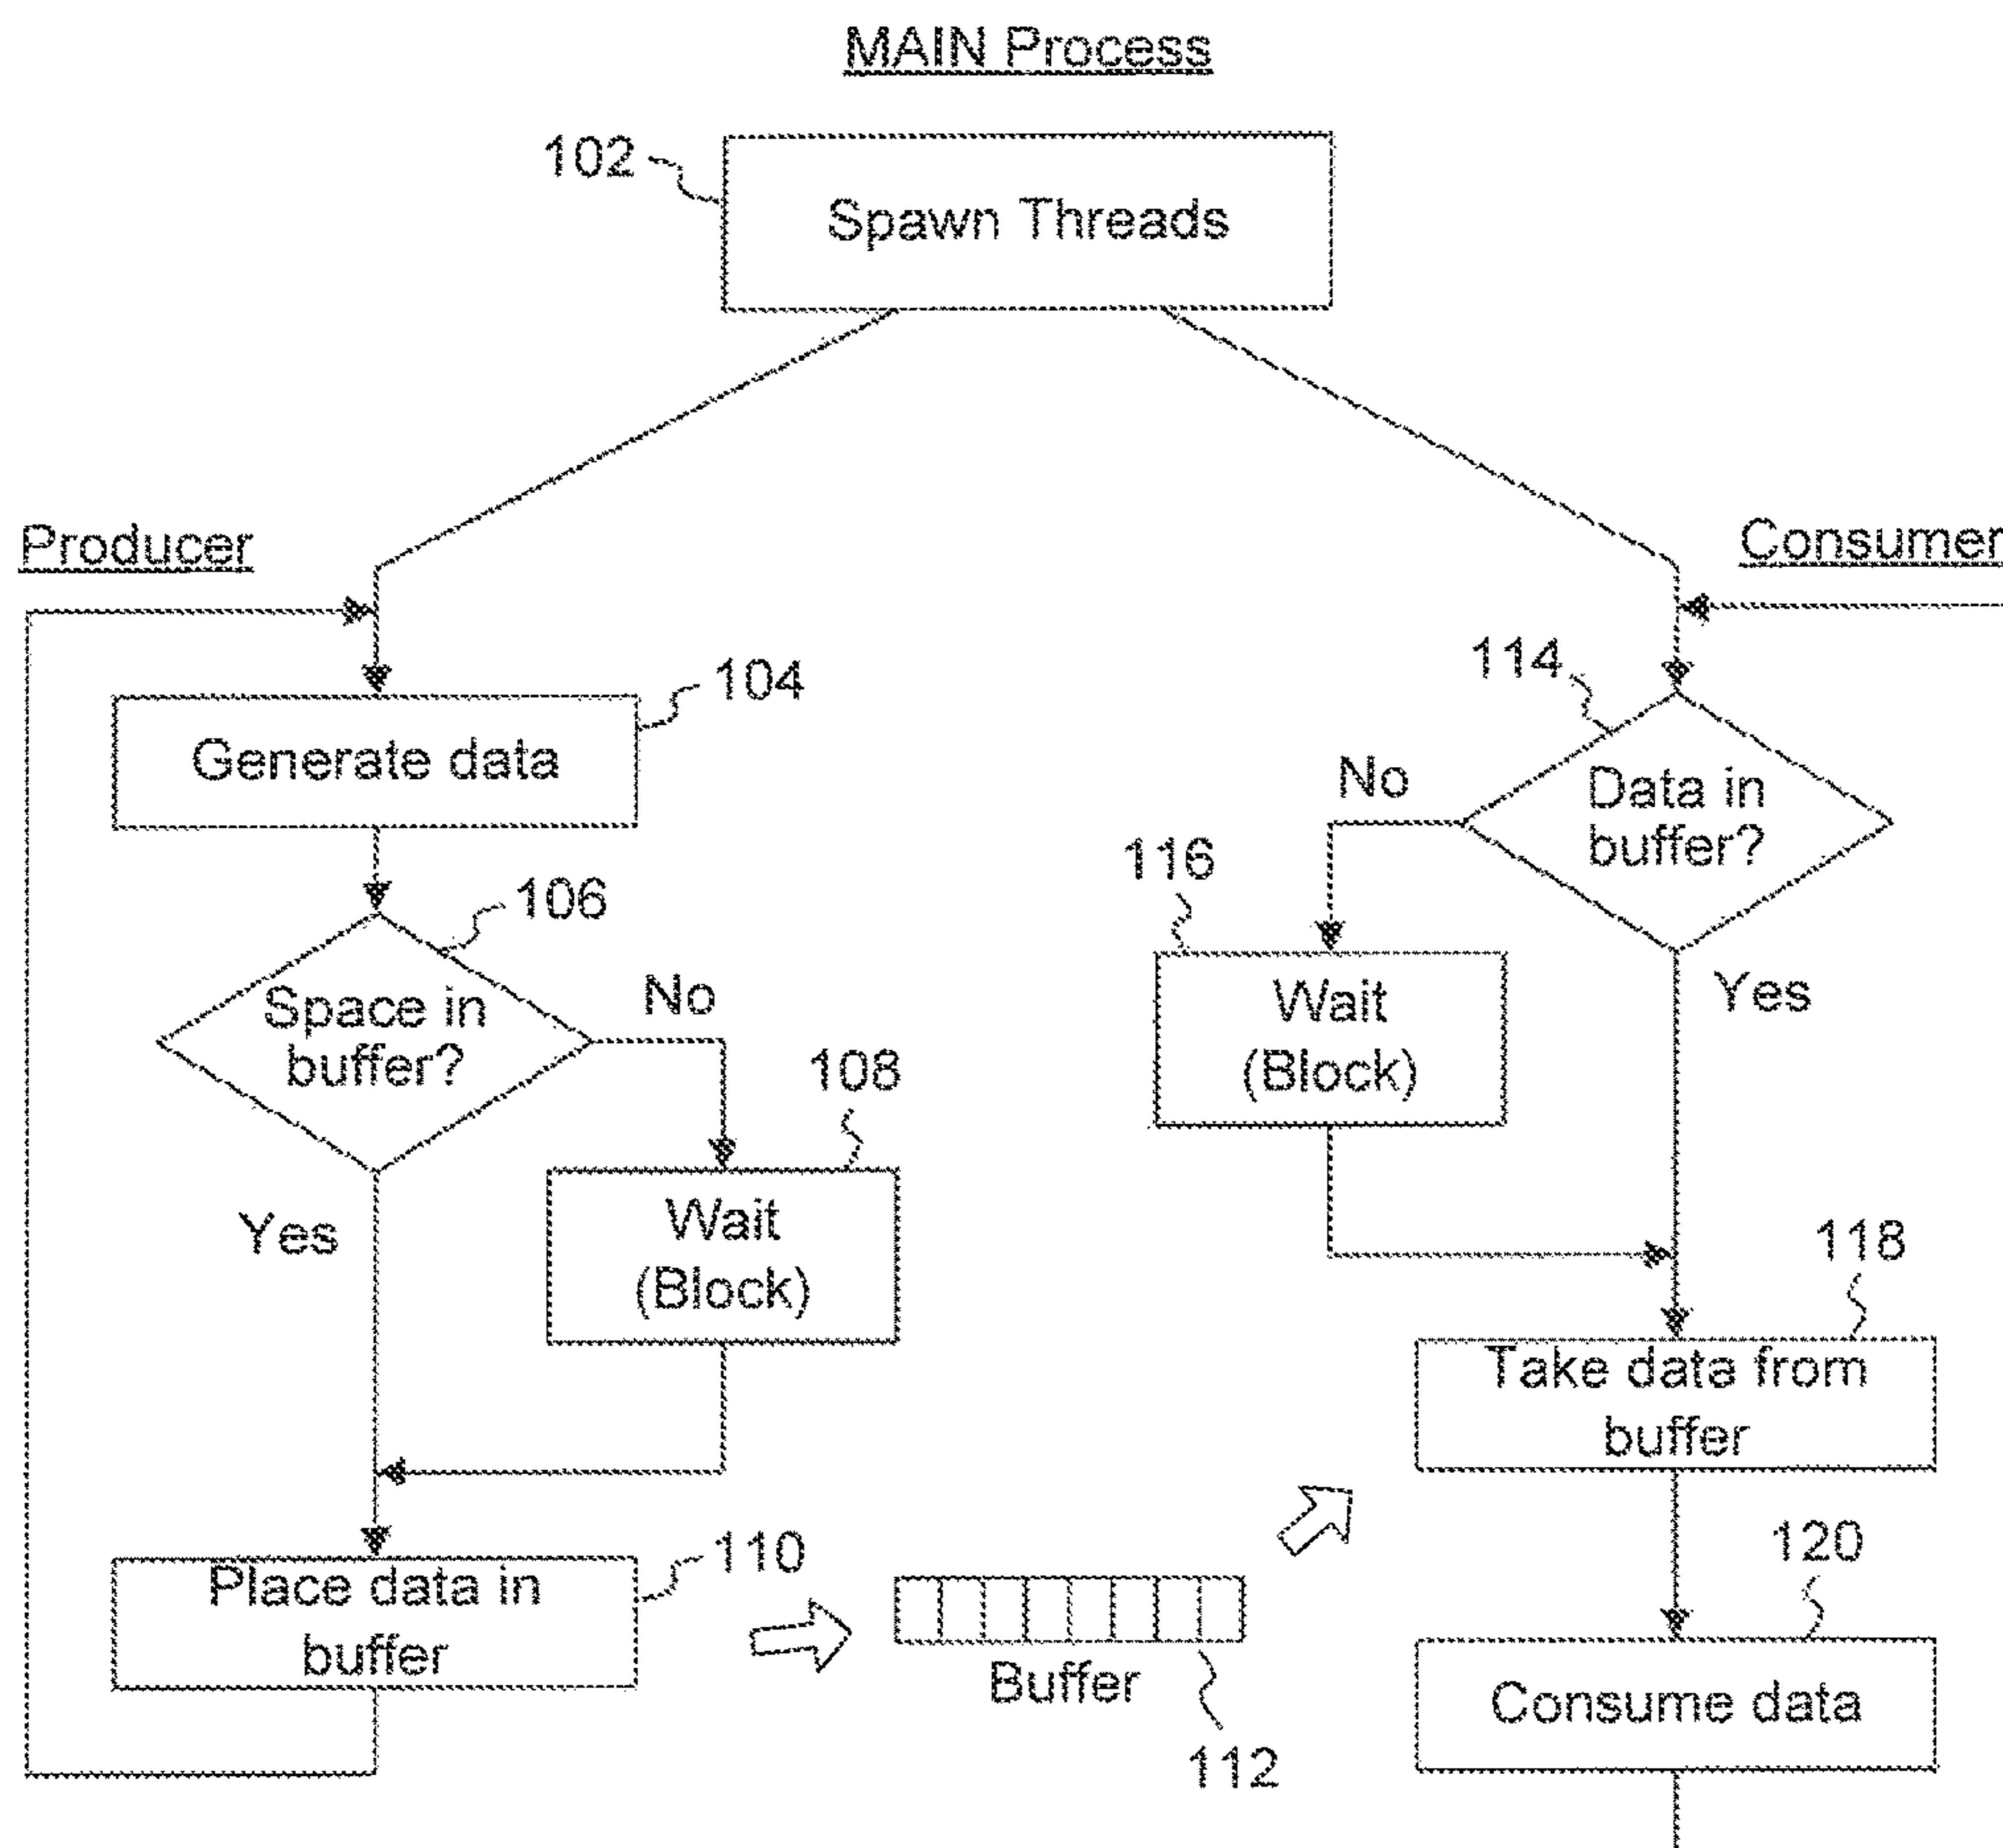 MAIN Process
102
Spawn Threads
Producer
Consumer
104
Generate data
114
Data in
buffer?
No
Yes
106
Space in
buffer?
No
Yes
116
Wait
(Block)
108
Wait
(Block)
118
Take data from
buffer
110
Place data in
buffer
Buffer
112
120
Consume data